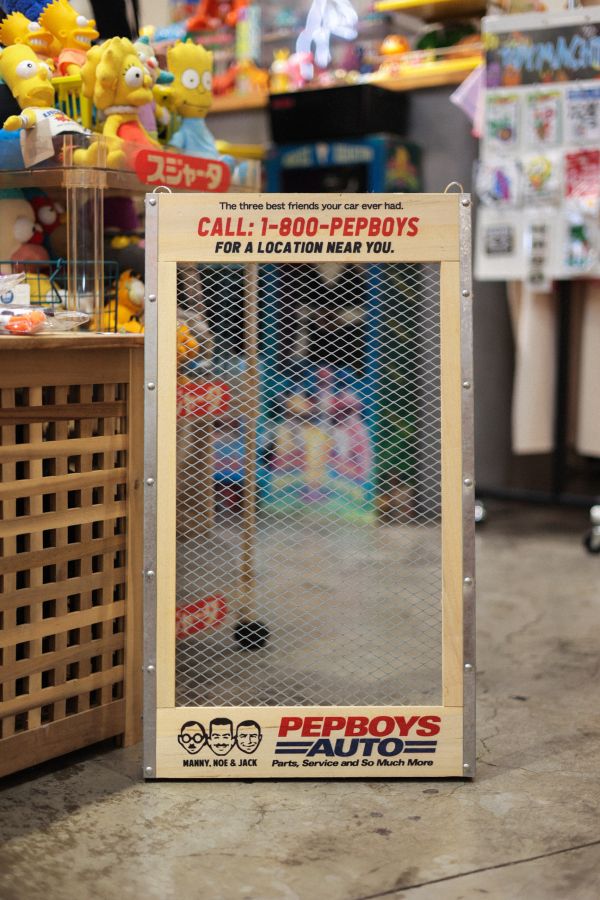 スジャータ
The three best friends your car ever had.
CALL: 1-800-PEPBOYS
FOR A LOCATION NEAR YOU.
MANNY, NOE & JACK
PEPBOYS
AUTO
Parts, Service and So Much More